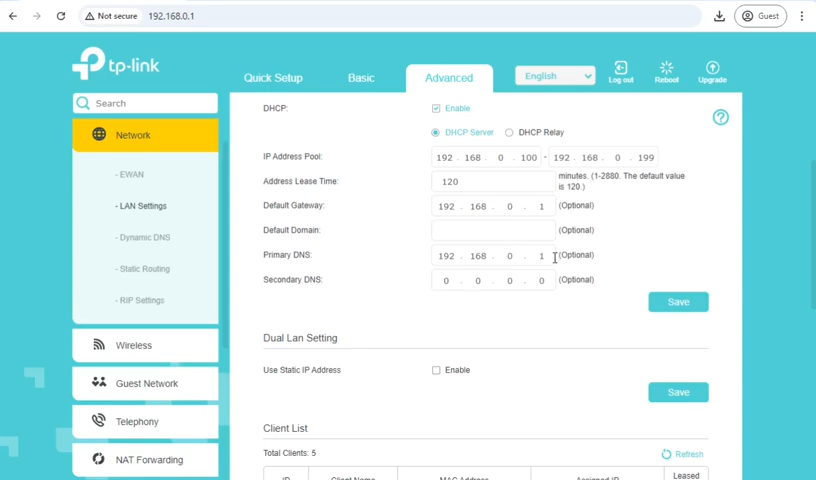 Not secure 192.168.0.1
Guest
tp-link
Quick Setup Basic Advanced English Log out Reboot Upgrade
Search
Network
- EWAN
- LAN Settings
- Dynamic DNS
- Static Routing
- RIP Settings
Wireless
Guest Network
Telephony
NAT Forwarding
DHCP: Enable
DHCP Server DHCP Relay
IP Address Pool: 192 . 168 . 0 . 100 - 192 . 168 . 0 . 199
Address Lease Time: 120 minutes. (1-2880. The default value
is 120.)
Default Gateway: 192 . 168 . 0 . 1 (Optional)
Default Domain: (Optional)
Primary DNS: 192 . 168 . 0 . 1 (Optional)
Secondary DNS: 0 . 0 . 0 . 0 (Optional)
Save
Dual Lan Setting
Use Static IP Address Enable
Save
Client List
Total Clients: 5 Refresh
ID Client Name MAC Address Assigned IP Leased